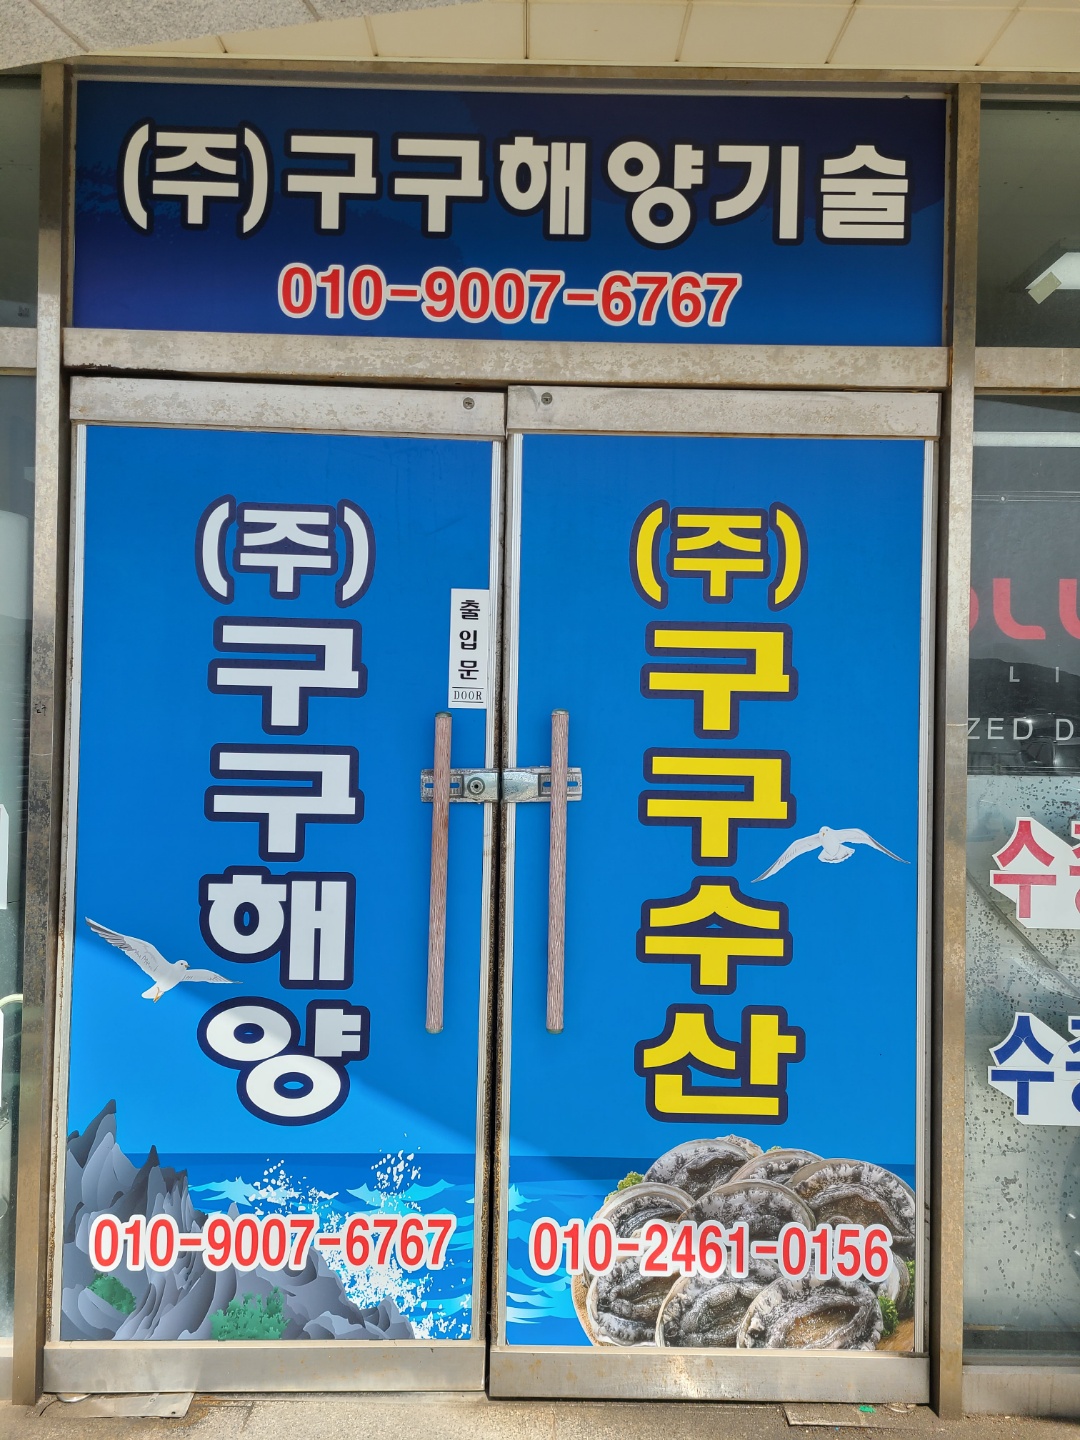 (주)구구해양기술
010-9007-6767
(주)
구
구
해
양
010-9007-6767
출
입
문
DOOR
(주)
구
구
수
산
010-2461-0156
L I
ZED D
수
수